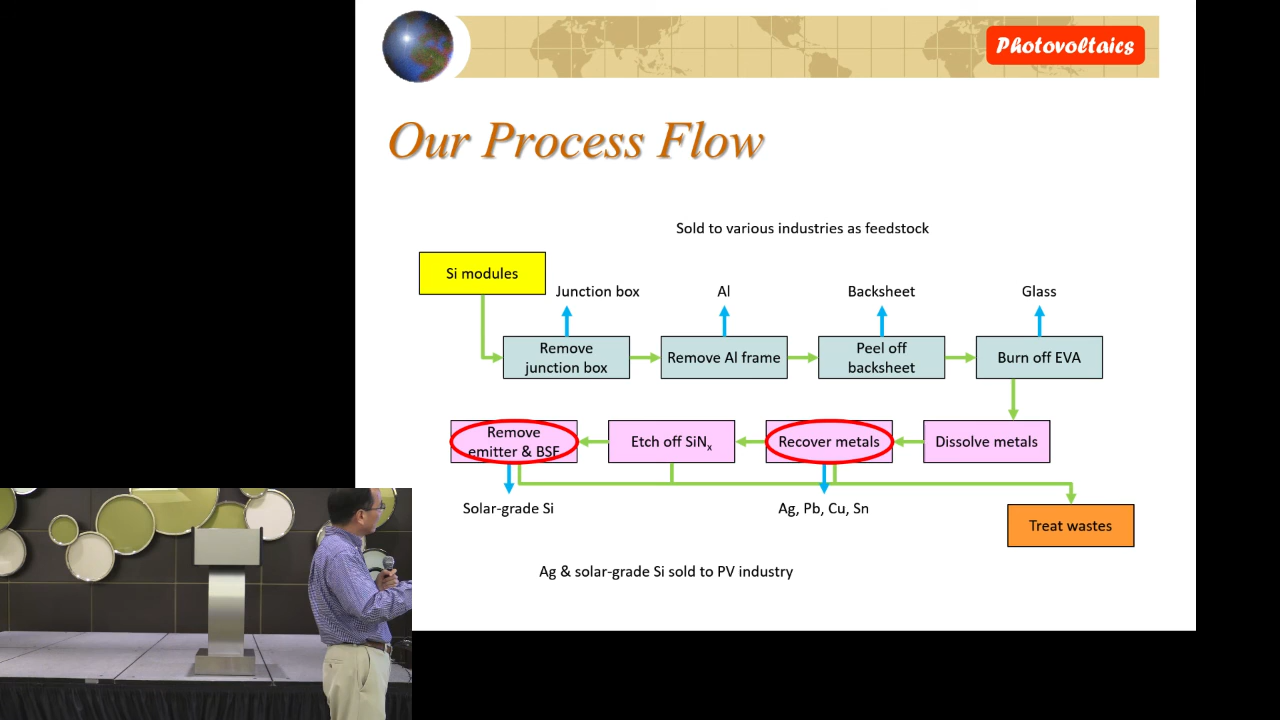 Photovoltaics
Our Process Flow
Sold to various industries as feedstock
Si modules
Junction box
Al
Backsheet
Glass
Remove
junction box
Remove Al frame
Peel off
backsheet
Burn off EVA
Remove
emitter & BSF
Etch off SiNx
Recover metals
Dissolve metals
Solar-grade Si
Ag, Pb, Cu, Sn
Treat wastes
Ag & solar-grade Si sold to PV industry